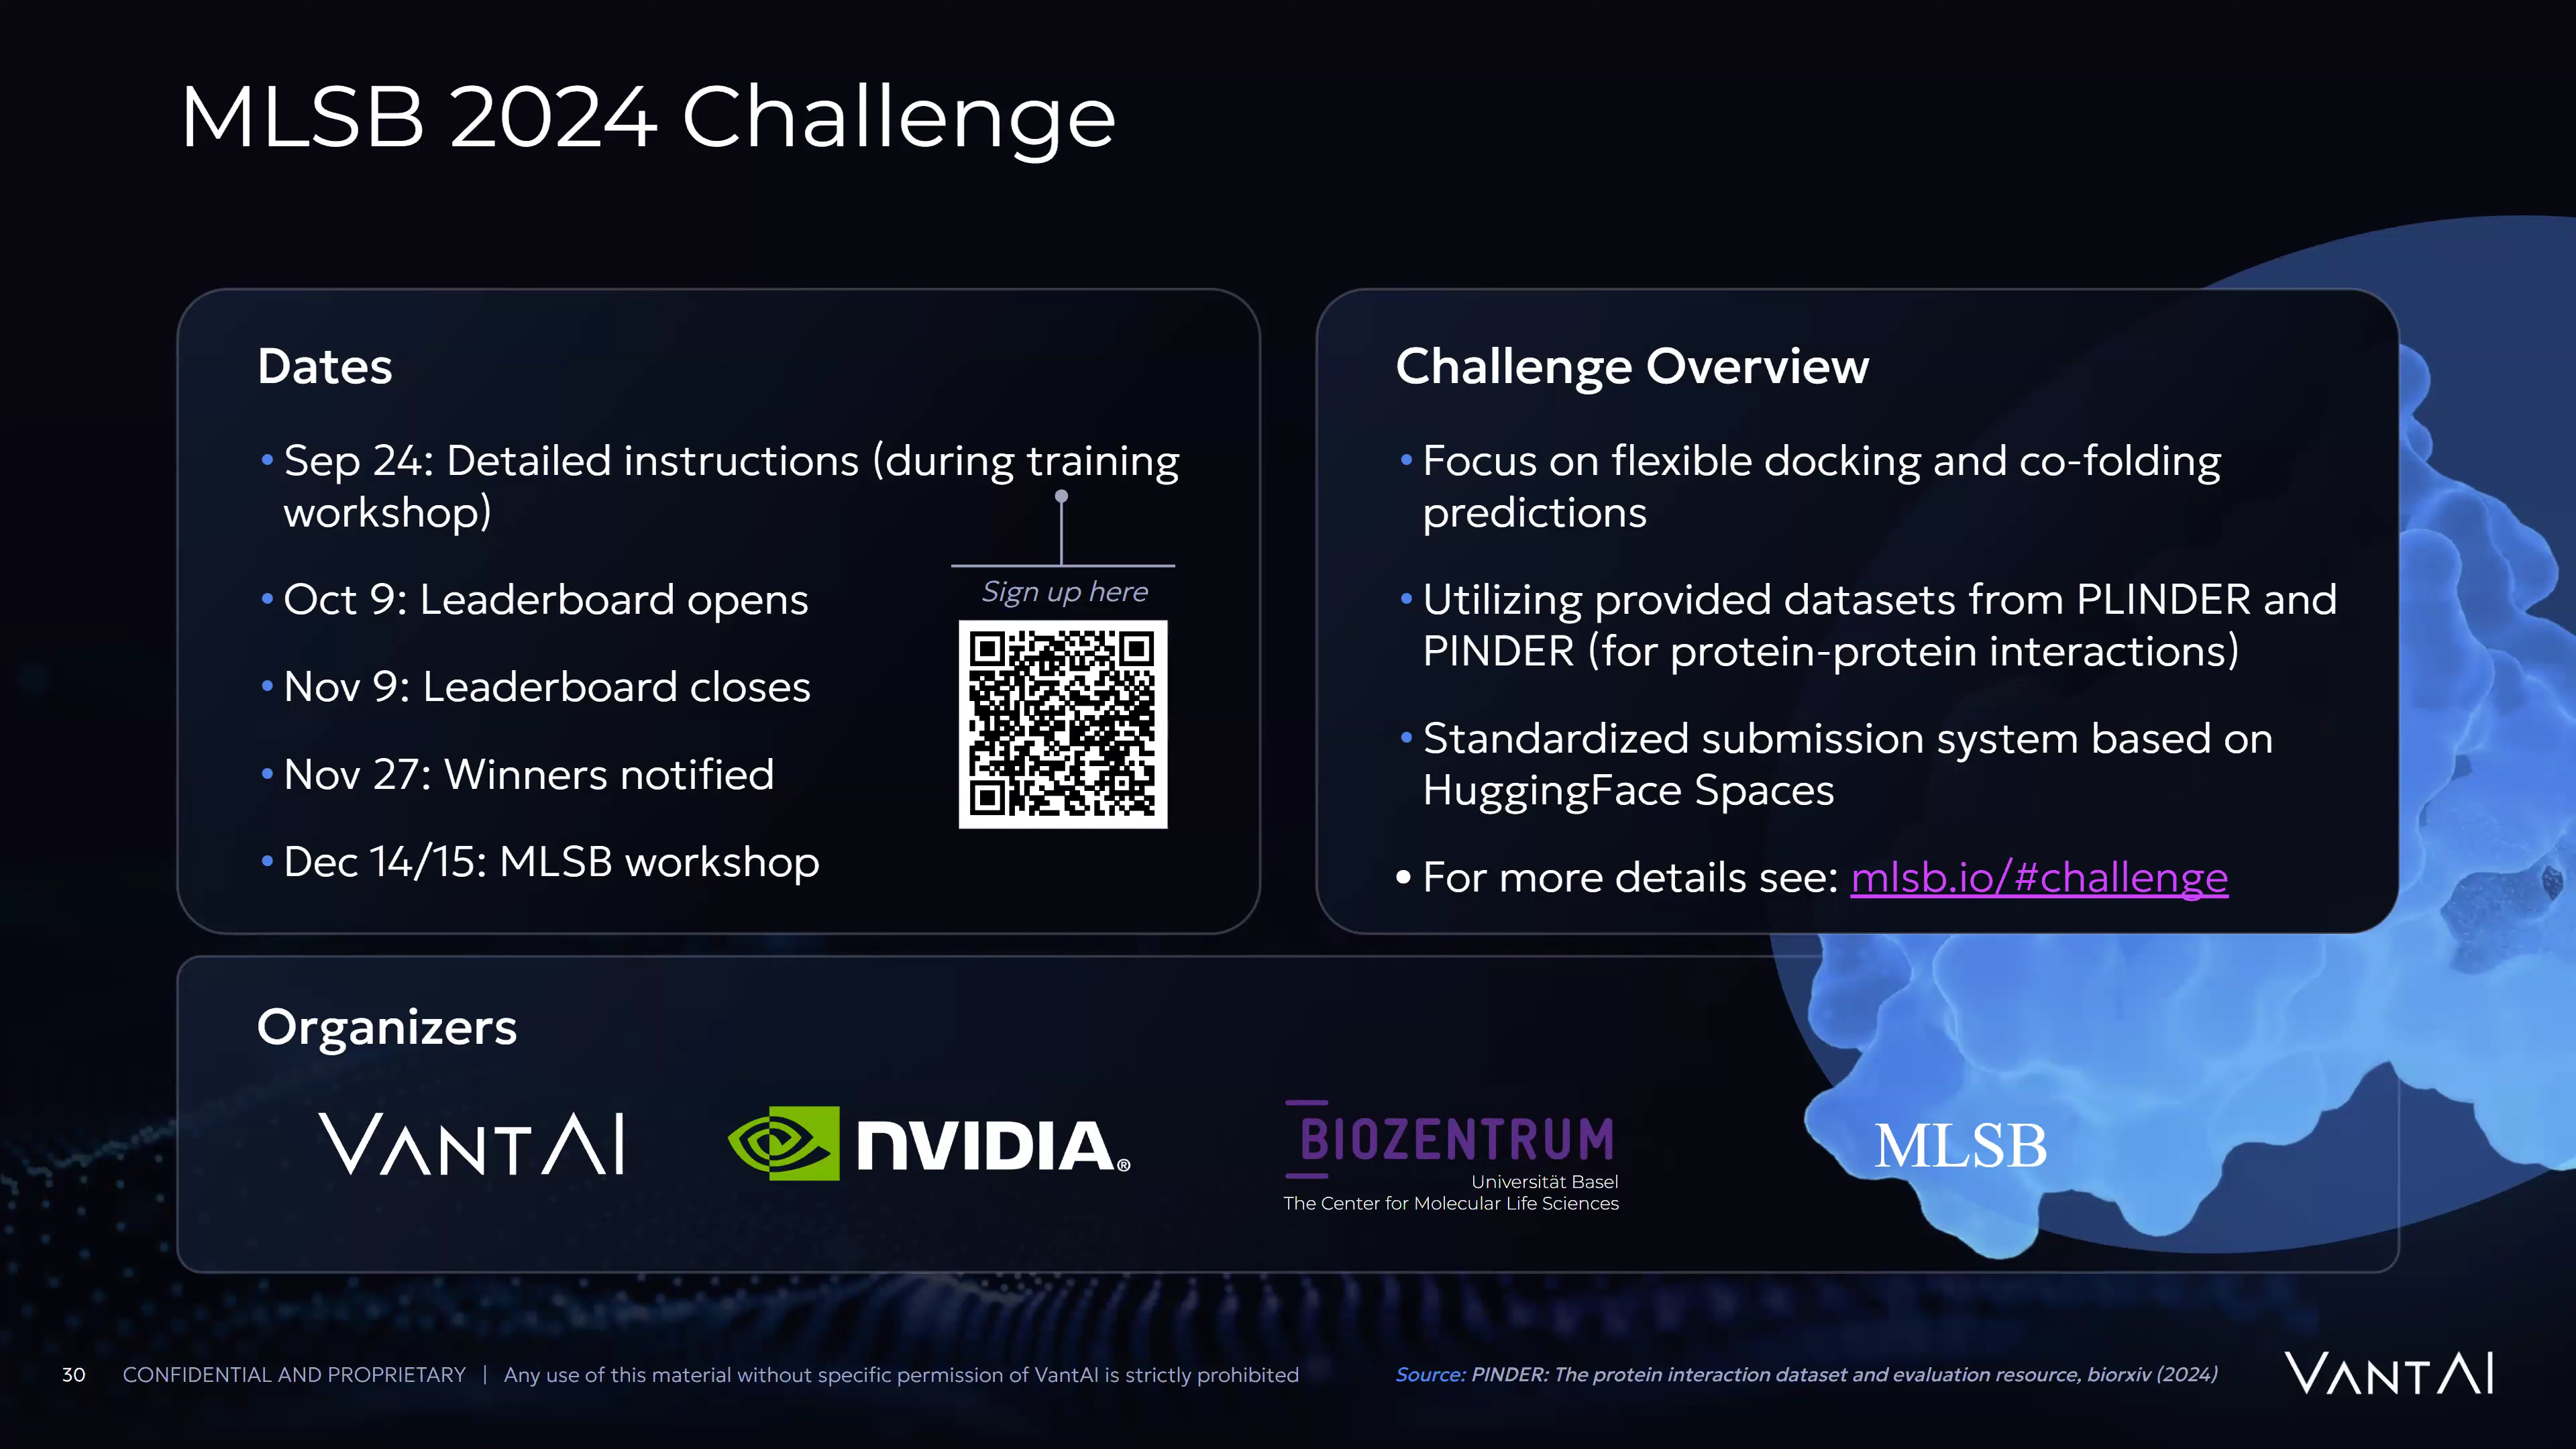 MLSB 2024 Challenge
Dates
• Sep 24: Detailed instructions (during training
workshop)
Sign up here
• Oct 9: Leaderboard opens
• Nov 9: Leaderboard closes
• Nov 27: Winners notified
• Dec 14/15: MLSB workshop
Challenge Overview
• Focus on flexible docking and co-folding
predictions
• Utilizing provided datasets from PLINDER and
PINDER (for protein-protein interactions)
• Standardized submission system based on
HuggingFace Spaces
• For more details see: mlsb.io/#challenge
Organizers
VANTAI
NVIDIA®
BIOZENTRUM
Universität Basel
The Center for Molecular Life Sciences
MLSB
30 CONFIDENTIAL AND PROPRIETARY | Any use of this material without specific permission of VantAI is strictly prohibited
Source: PINDER: The protein interaction dataset and evaluation resource, biorxiv (2024)
VANTAI